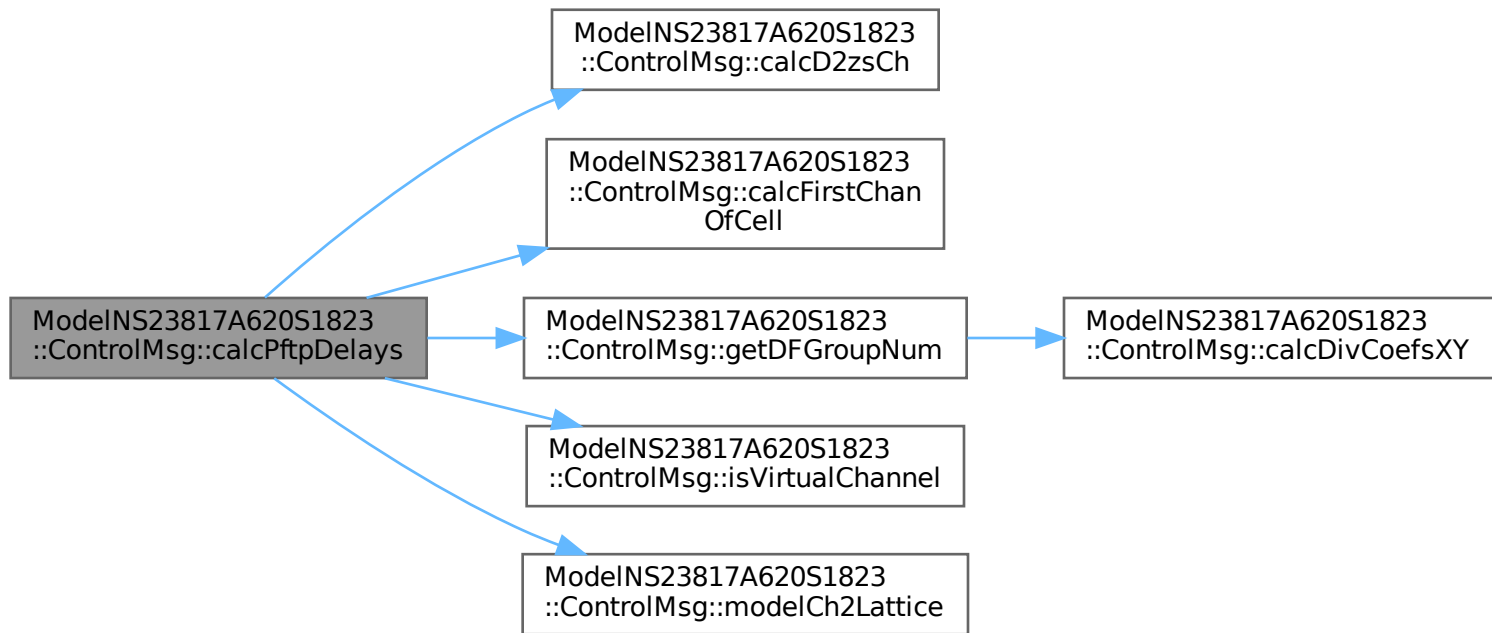 ModelNS23817A620S1823
::ControlMsg::calcD2zsCh
ModelNS23817A620S1823
::ControlMsg::calcFirstChan
OfCell
ModelNS23817A620S1823
::ControlMsg::calcPftpDelays
ModelNS23817A620S1823
::ControlMsg::getDFGroupNum
ModelNS23817A620S1823
::ControlMsg::calcDivCoefsXY
ModelNS23817A620S1823
::ControlMsg::isVirtualChannel
ModelNS23817A620S1823
::ControlMsg::modelCh2Lattice